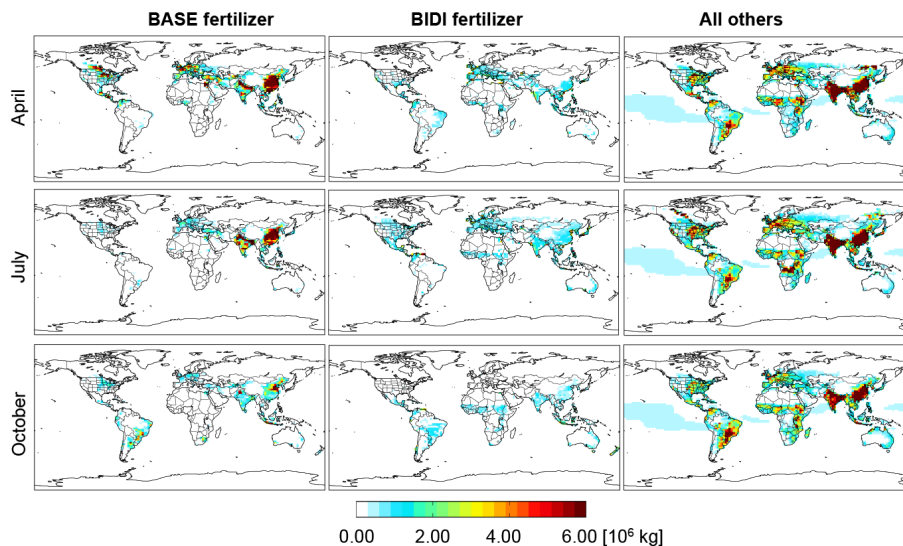 BASE fertilizer BIDI fertilizer All others
April
July
October
0.00 2.00 4.00 6.00 [10⁶ kg]